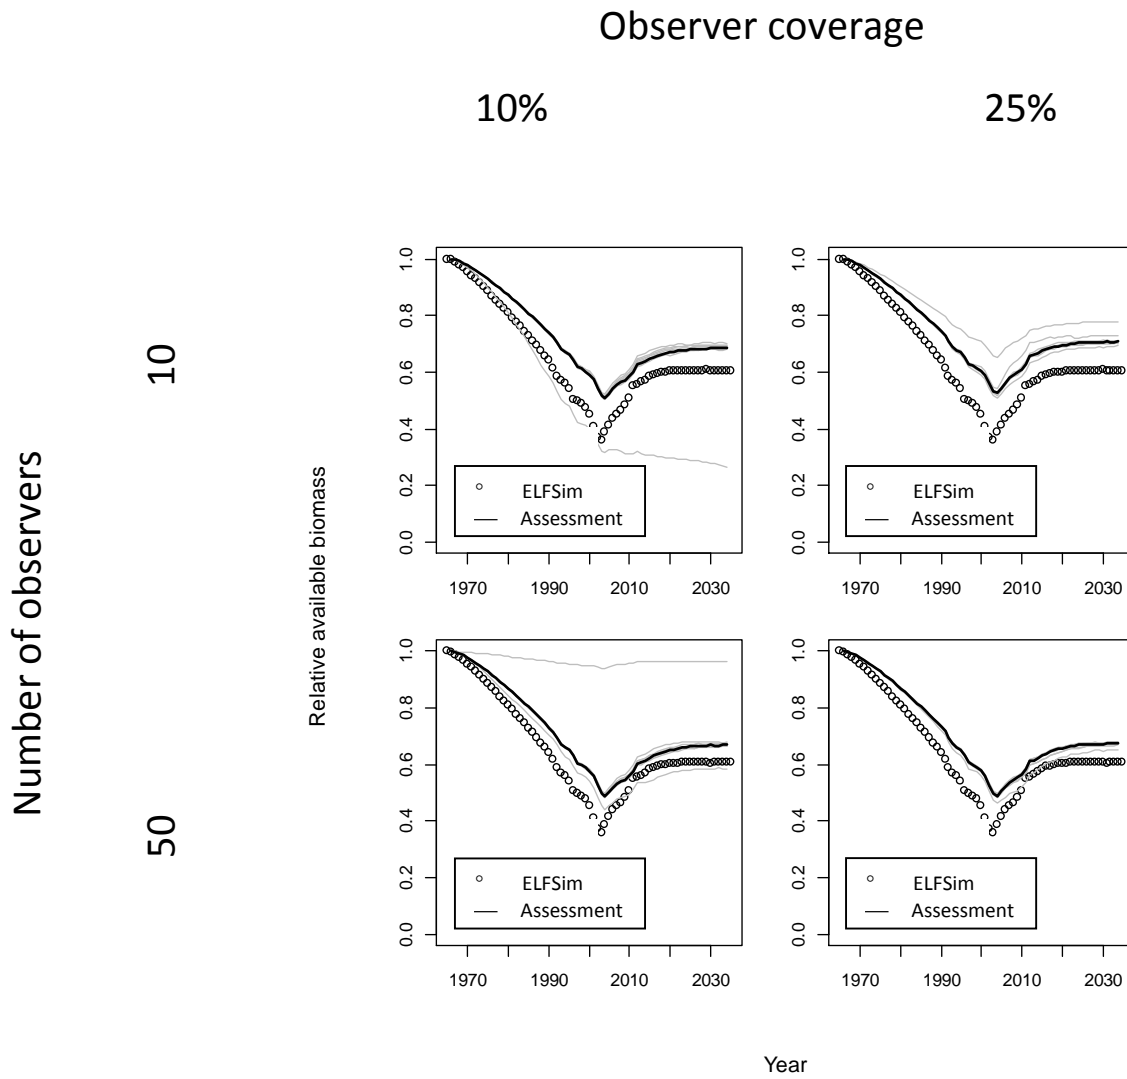 Observer coverage
10%
25%
Number of observers
10
50
Relative available biomass
1.0
0.8
0.6
0.4
0.2
0.0
ELFSim
Assessment
1970 1990 2010 2030
1.0
0.8
0.6
0.4
0.2
0.0
ELFSim
Assessment
1970 1990 2010 2030
1.0
0.8
0.6
0.4
0.2
0.0
ELFSim
Assessment
1970 1990 2010 2030
1.0
0.8
0.6
0.4
0.2
0.0
ELFSim
Assessment
1970 1990 2010 2030
Year